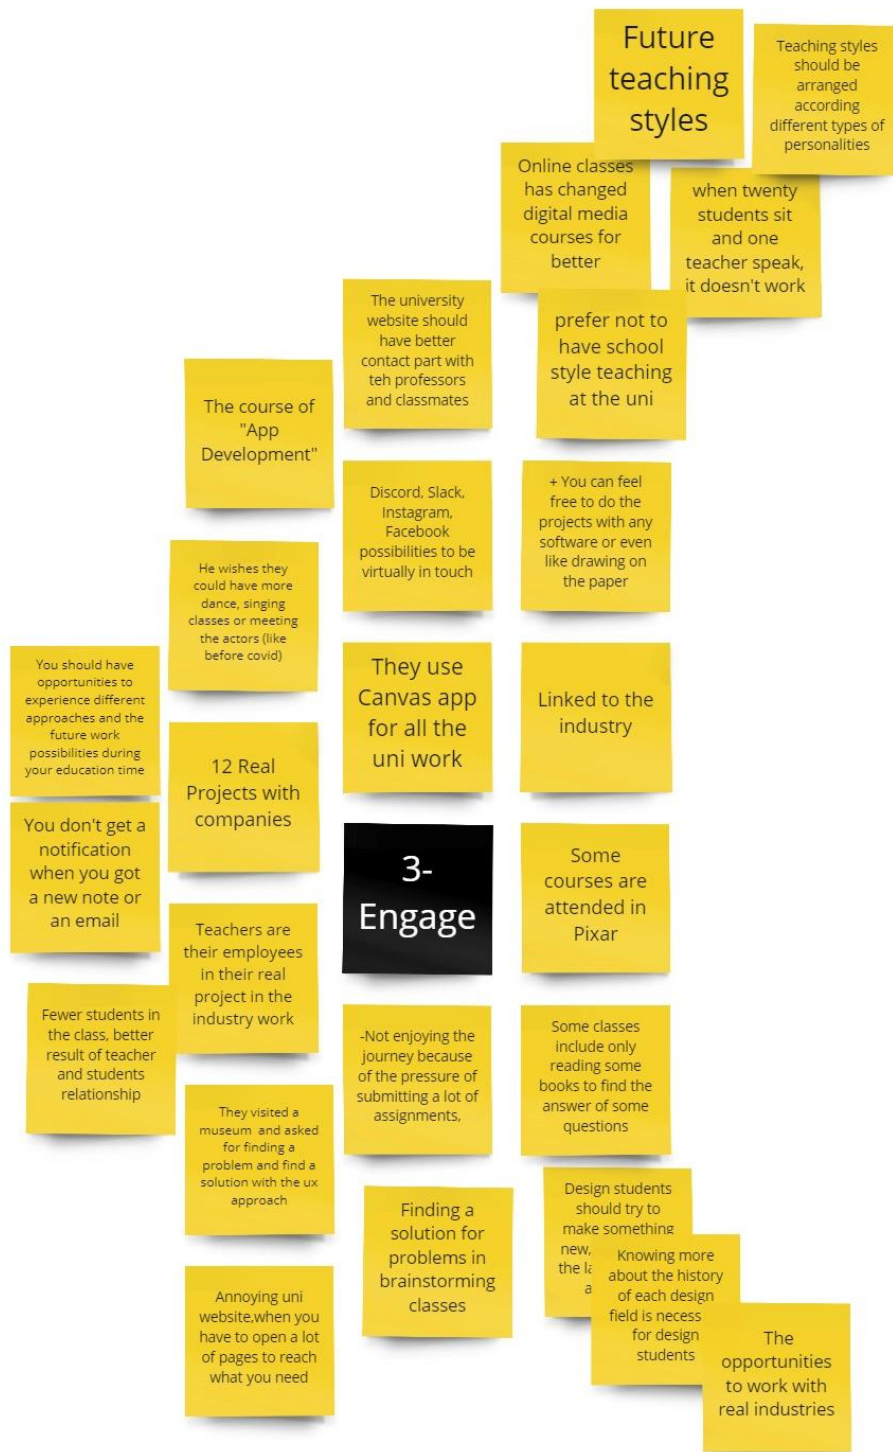 Future
teaching
styles
Teaching styles
should be
arranged
according
different types of
personalities
Online classes
has changed
digital media
courses for
better
when twenty
students sit
and one
teacher speak,
it doesn't work
The university
website should
have better
contact part with
teh professors
and classmates
prefer not to
have school
style teaching
at the uni
The course of
"App
Development"
Discord, Slack,
Instagram,
Facebook
possibilities to be
virtually in touch
+ You can feel
free to do the
projects with any
software or even
like drawing on
the paper
He wishes they
could have more
dance, singing
classes or meeting
the actors (like
before covid)
You should have
opportunities to
experience different
approaches and the
future work
possibilities during
your education time
They use
Canvas app
for all the
uni work
Linked to the
industry
12 Real
Projects with
companies
You don't get a
notification
when you got
a new note or
an email
3-
Engage
Some
courses are
attended in
Pixar
Teachers are
their employees
in their real
project in the
industry work
Fewer students in
the class, better
result of teacher
and students
relationship
-Not enjoying the
journey because
of the pressure of
submitting a lot of
assignments,
Some classes
include only
reading some
books to find the
answer of some
questions
They visited a
museum and asked
for finding a
problem and find a
solution with the ux
approach
Finding a
solution for
problems in
brainstorming
classes
Design students
should try to
make something
new,
the
Knowing more
about the history
of each design
field is
for design
students
Annoying uni
website,when you
have to open a lot
of pages to reach
what you need
The
opportunities
to work with
real industries